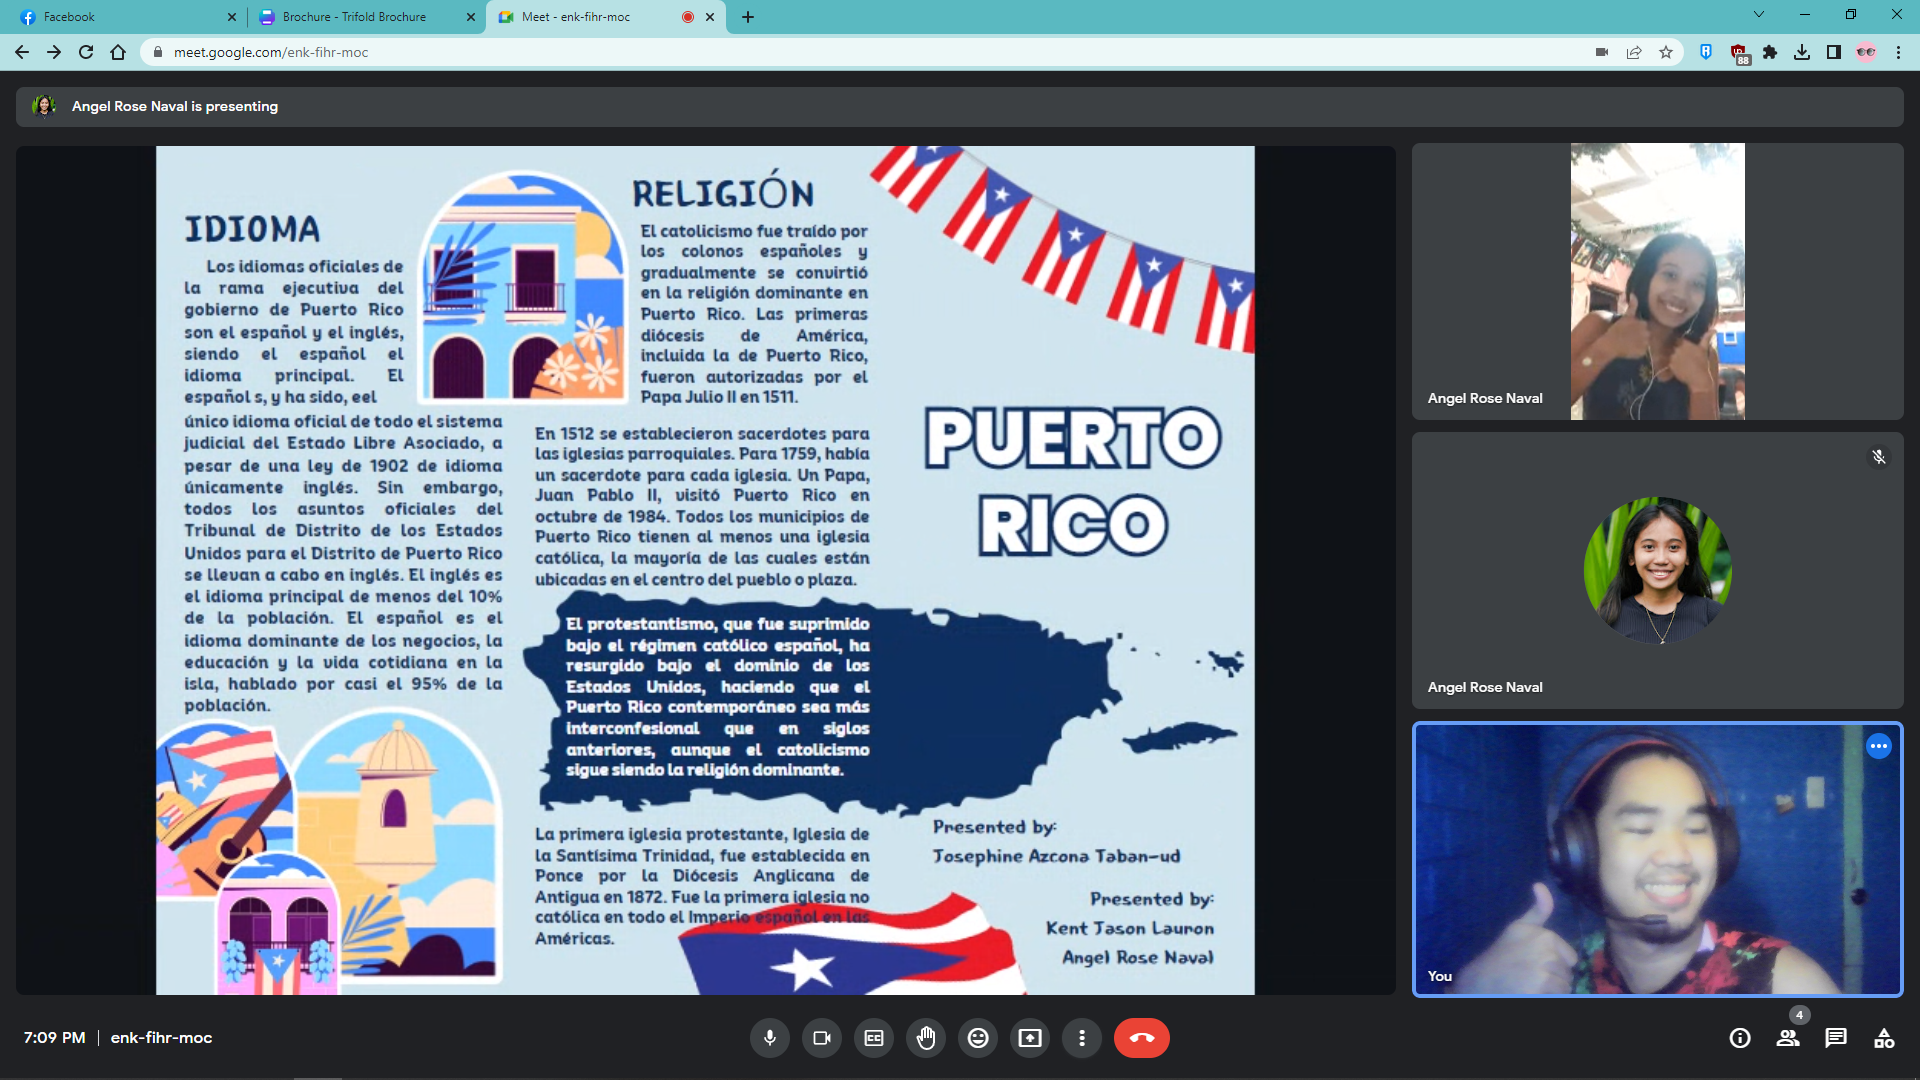 Facebook
Brochure - Trifold Brochure
Meet - enk-fihr-moc
meet.google.com/enk-fihr-moc
88
Angel Rose Naval is presenting
IDIOMA
Los idiomas oficiales de
la rama ejecutiva del
gobierno de Puerto Rico
son el español y el inglés,
siendo el español el
idioma principal. El
español s, y ha sido, eel
único idioma oficial de todo el sistema
judicial del Estado Libre Asociado, a
pesar de una ley de 1902 de idioma
únicamente inglés. Sin embargo,
todos los asuntos oficiales del
Tribunal de Distrito de los Estados
Unidos para el Distrito de Puerto Rico
se llevan a cabo en inglés. El inglés es
el idioma principal de menos del 10%
de la población. El español es el
idioma dominante de los negocios, la
educación y la vida cotidiana en la
isla, hablado por casi el 95% de la
población.
RELIGIÓN
El catolicismo fue traído por
los colonos españoles y
gradualmente se convirtió
en la religión dominante en
Puerto Rico. Las primeras
diócesis de América,
incluida la de Puerto Rico,
fueron autorizadas por el
Papa Julio II en 1511.
En 1512 se establecieron sacerdotes para
las iglesias parroquiales. Para 1759, había
un sacerdote para cada iglesia. Un Papa,
Juan Pablo II, visitó Puerto Rico en
octubre de 1984. Todos los municipios de
Puerto Rico tienen al menos una iglesia
católica, la mayoría de las cuales están
ubicadas en el centro del pueblo o plaza.
El protestantismo, que fue suprimido
bajo el régimen católico español, ha
resurgido bajo el dominio de los
Estados Unidos, haciendo que el
Puerto Rico contemporáneo sea más
interconfesional que en siglos
anteriores, aunque el catolicismo
sigue siendo la religión dominante.
La primera iglesia protestante, Iglesia de
la Santísima Trinidad, fue establecida en
Ponce por la Diócesis Anglicana de
Antigua en 1872. Fue la primera iglesia no
católica en todo el Imperio español en las
Américas.
PUERTO
RICO
Presented by:
Josephine Azcona Taban-ud
Presented by:
Kent Jason Lauron
Angel Rose Naval
Angel Rose Naval
Angel Rose Naval
You
7:09 PM | enk-fihr-moc
4